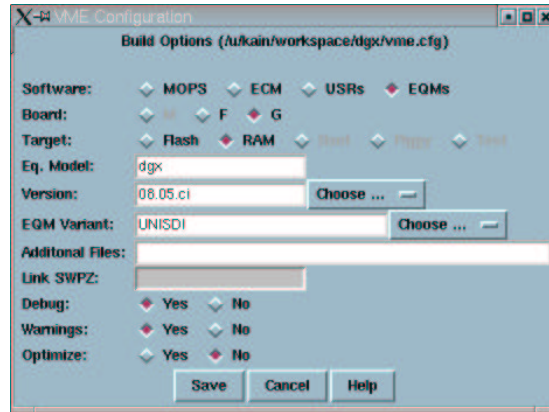 VME Configuration
Build Options (/u/kain/workspace/dgx/vme.cfg)
Software: MOPS ECM USRs EQMs
Board: F G
Target: Flash RAM
Eq. Model: dgx
Version: 08.05.ci Choose ...
EQM Variant: UNISDI Choose ...
Additonal Files:
Link SWPZ:
Debug: Yes No
Warnings: Yes No
Optimize: Yes No
Save Cancel Help